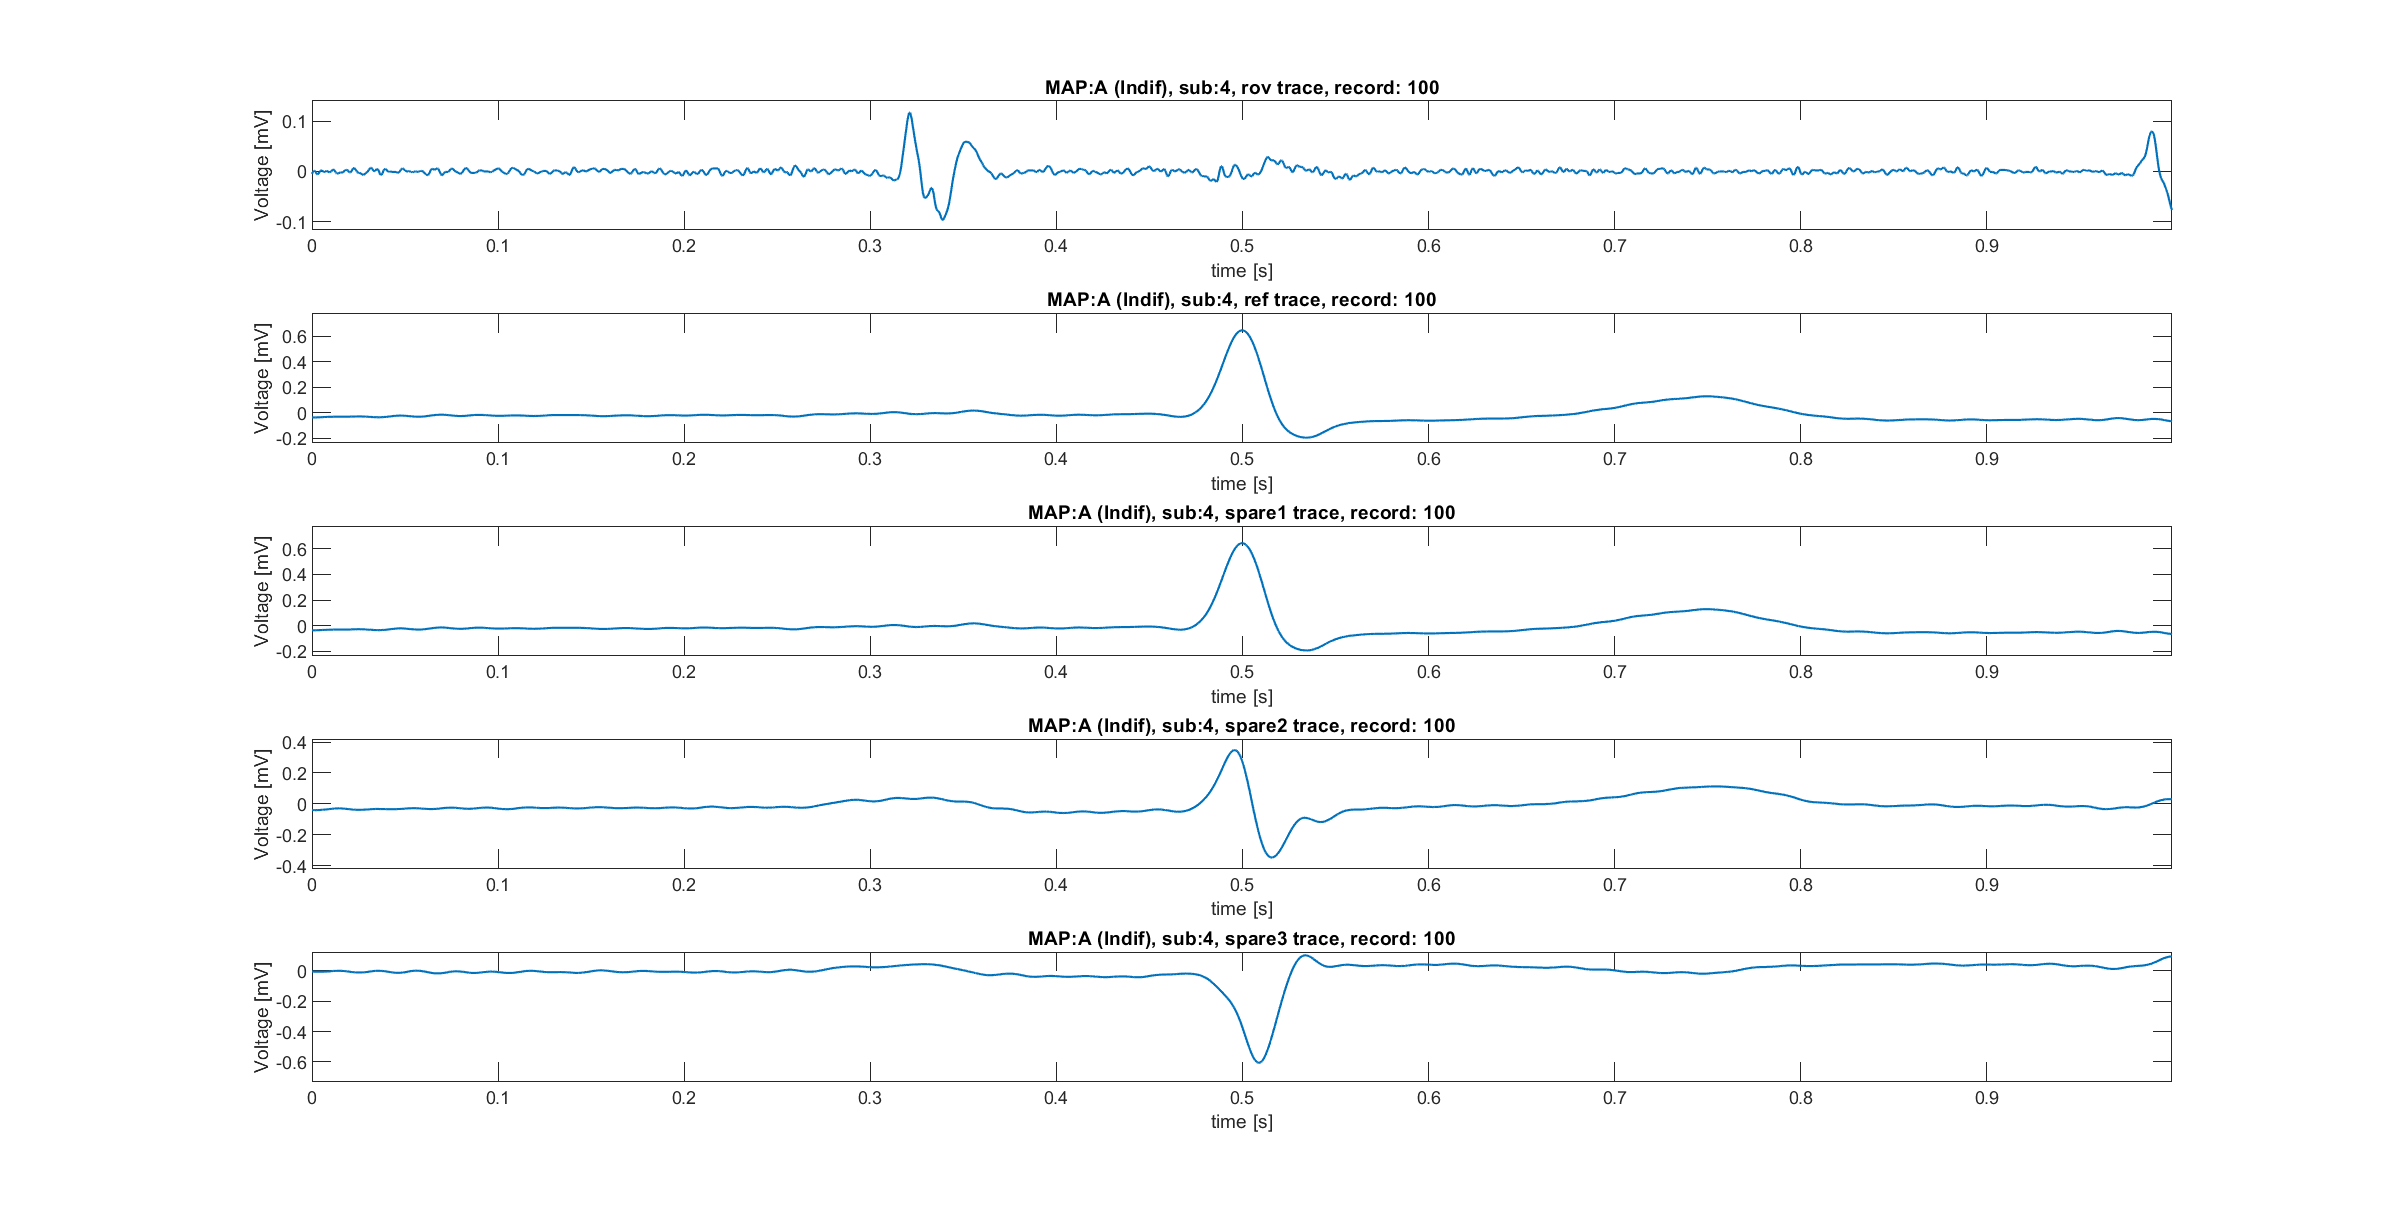 MAP:A (Indif), sub:4, rov trace, record: 100
Voltage [mV]
0.1
0
-0.1
0 0.1 0.2 0.3 0.4 0.5 0.6 0.7 0.8 0.9
time [s]
MAP:A (Indif), sub:4, ref trace, record: 100
Voltage [mV]
0.6
0.4
0.2
0
-0.2
0 0.1 0.2 0.3 0.4 0.5 0.6 0.7 0.8 0.9
time [s]
MAP:A (Indif), sub:4, spare1 trace, record: 100
Voltage [mV]
0.6
0.4
0.2
0
-0.2
0 0.1 0.2 0.3 0.4 0.5 0.6 0.7 0.8 0.9
time [s]
MAP:A (Indif), sub:4, spare2 trace, record: 100
Voltage [mV]
0.4
0.2
0
-0.2
-0.4
0 0.1 0.2 0.3 0.4 0.5 0.6 0.7 0.8 0.9
time [s]
MAP:A (Indif), sub:4, spare3 trace, record: 100
Voltage [mV]
0
-0.2
-0.4
-0.6
0 0.1 0.2 0.3 0.4 0.5 0.6 0.7 0.8 0.9
time [s]